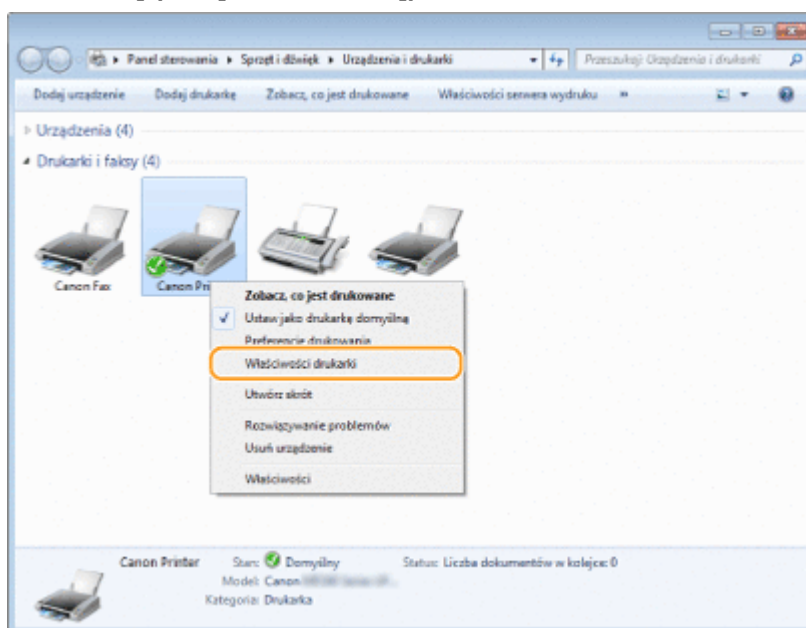 Panel sterowania ▸ Sprzęt i dźwięk ▸ Urządzenia i drukarki
Przeszukaj: Urządzenia i drukarki
Dodaj urządzenie Dodaj drukarkę Zobacz, co jest drukowane Właściwości serwera wydruku »
Urządzenia (4)
Drukarki i faksy (4)
Canon Fax
Canon Pri
Zobacz, co jest drukowane
Ustaw jako drukarkę domyślną
Preferencje drukowania
Właściwości drukarki
Utwórz skrót
Rozwiązywanie problemów
Usuń urządzenie
Właściwości
Canon Printer Stan: Domyślny Status: Liczba dokumentów w kolejce: 0
Model: Canon
Kategoria: Drukarka